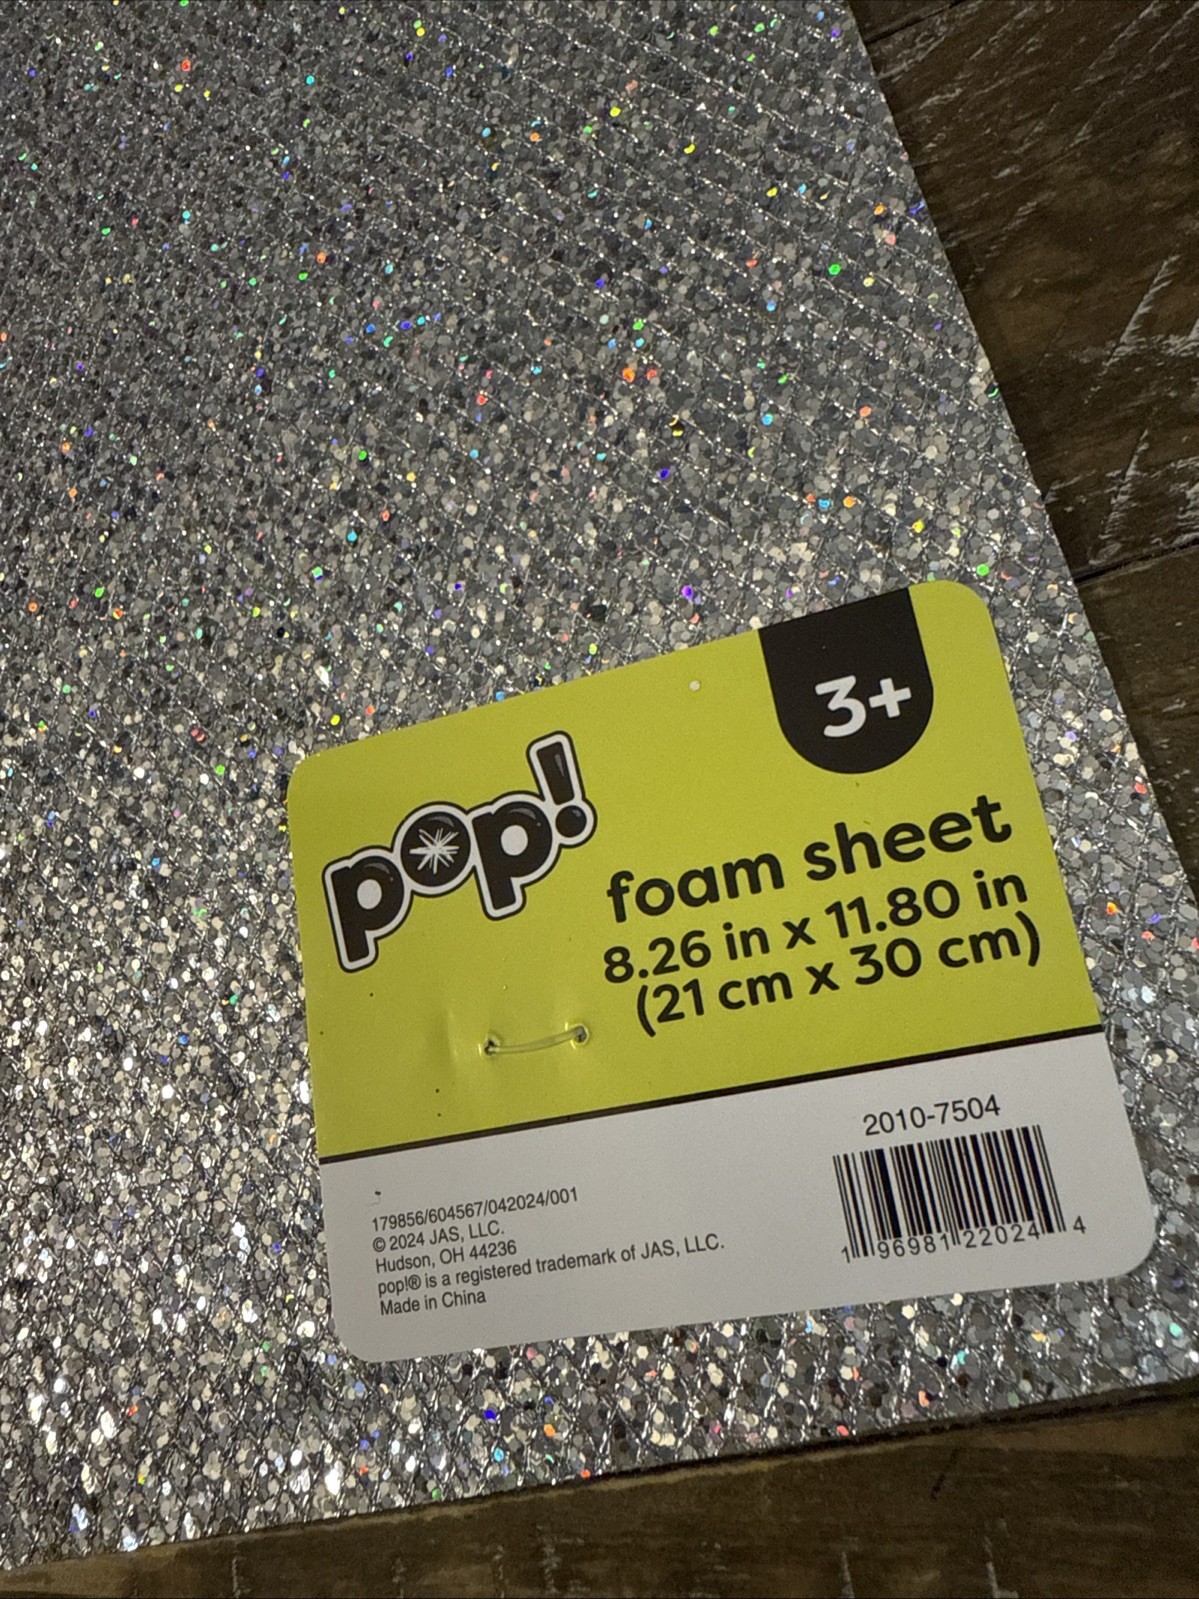 3+
pop!
foam sheet
8.26 in x 11.80 in
(21 cm x 30 cm)
2010-7504
179856/604567/042024/001
© 2024 JAS, LLC.
Hudson, OH 44236
pop!® is a registered trademark of JAS, LLC.
Made in China
1 96981 22024 4